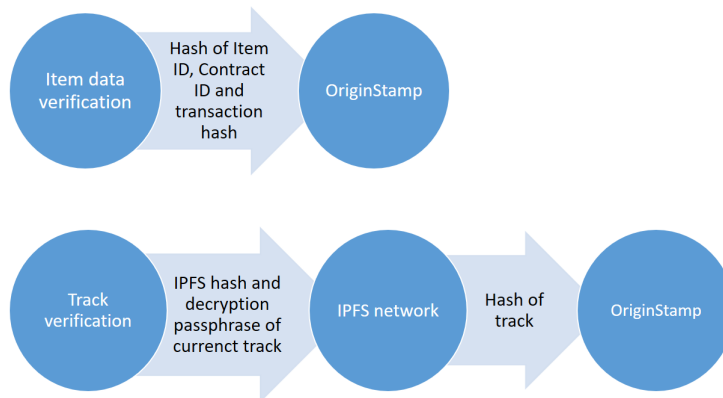 Item data
verification
Hash of Item
ID, Contract
ID and
transaction
hash
OriginStamp
Track
verification
IPFS hash and
decryption
passphrase of
currenct track
IPFS network
Hash of
track
OriginStamp